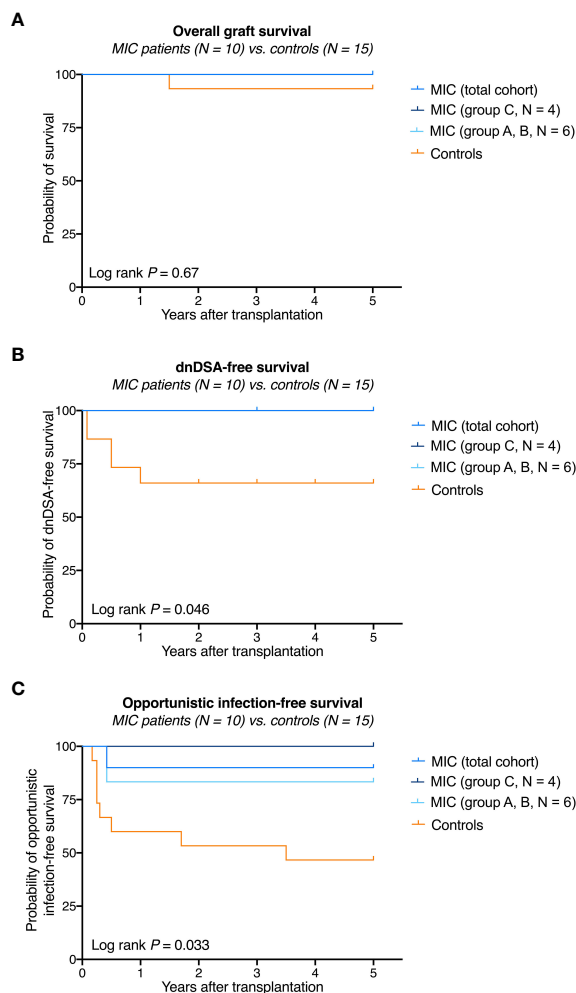 A
Overall graft survival
MIC patients (N = 10) vs. controls (N = 15)
Probability of survival
100
75
50
25
0
Log rank P = 0.67
0 1 2 3 4 5
Years after transplantation
MIC (total cohort)
MIC (group C, N = 4)
MIC (group A, B, N = 6)
Controls
B
dnDSA-free survival
MIC patients (N = 10) vs. controls (N = 15)
Probability of dnDSA-free survival
100
75
50
25
0
Log rank P = 0.046
0 1 2 3 4 5
Years after transplantation
MIC (total cohort)
MIC (group C, N = 4)
MIC (group A, B, N = 6)
Controls
C
Opportunistic infection-free survival
MIC patients (N = 10) vs. controls (N = 15)
Probability of opportunistic
infection-free survival
100
75
50
25
0
Log rank P = 0.033
0 1 2 3 4 5
Years after transplantation
MIC (total cohort)
MIC (group C, N = 4)
MIC (group A, B, N = 6)
Controls